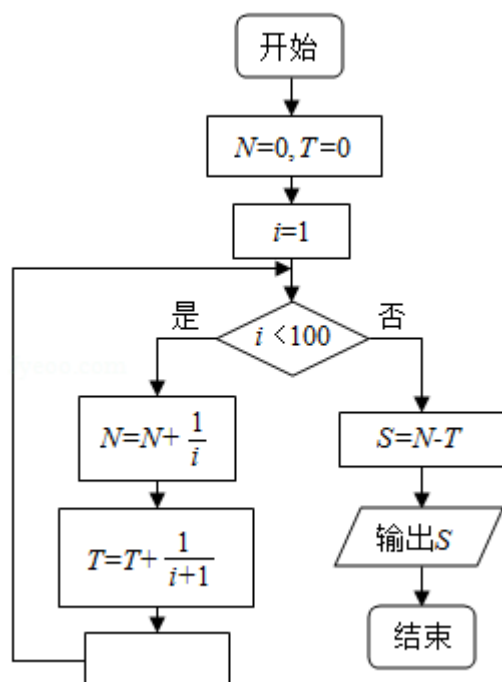 开始
N=0, T=0
i=1
i<100
是
否
N=N+1/i
S=N-T
T=T+1/(i+1)
输出S
结束